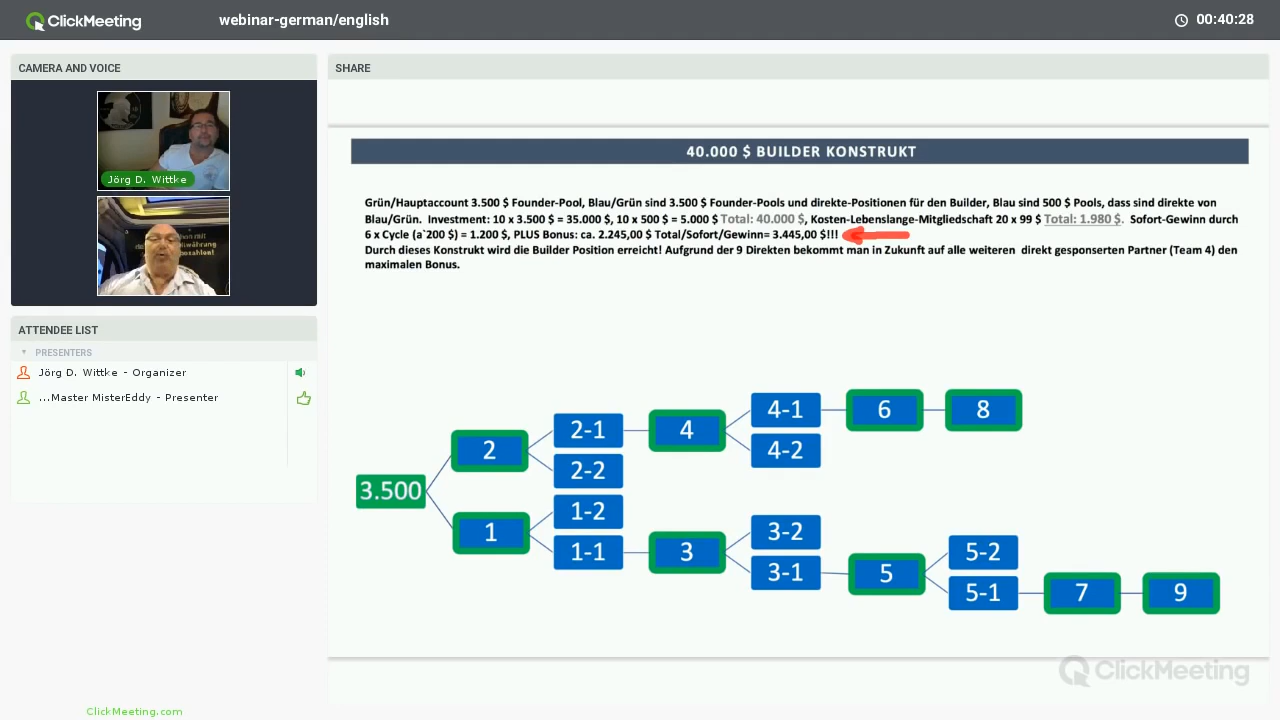 ClickMeeting
webinar-german/english
00:40:28
CAMERA AND VOICE
Jörg D. Wittke
ATTENDEE LIST
PRESENTERS
Jörg D. Wittke - Organizer
...Master MisterEddy - Presenter
ClickMeeting.com
SHARE
40.000 $ BUILDER KONSTRUKT
Grün/Hauptaccount 3.500 $ Founder-Pool, Blau/Grün sind 3.500 $ Founder-Pools und direkte-Positionen für den Builder, Blau sind 500 $ Pools, dass sind direkte von
Blau/Grün. Investment: 10 x 3.500 $ = 35.000 $, 10 x 500 $ = 5.000 $ Total: 40.000 $, Kosten-Lebenslange-Mitgliedschaft 20 x 99 $ Total: 1.980 $. Sofort-Gewinn durch
6 x Cycle (a`200 $) = 1.200 $, PLUS Bonus: ca. 2.245,00 $ Total/Sofort/Gewinn= 3.445,00 $!!!
Durch dieses Konstrukt wird die Builder Position erreicht! Aufgrund der 9 Direkten bekommt man in Zukunft auf alle weiteren direkt gesponserten Partner (Team 4) den
maximalen Bonus.
4-1 6 8
2-1 4
2 4-2
2-2
3.500
1-2
1 3-2
1-1 3 5-2
3-1 5
5-1 7 9
ClickMeeting